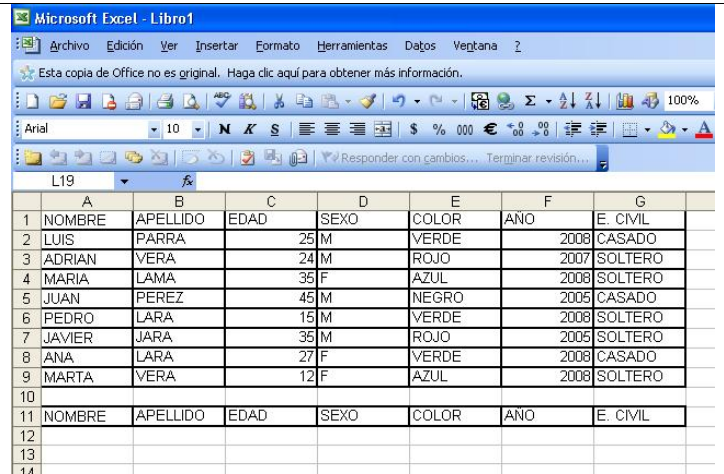 Microsoft Excel - Libro1
Archivo Edición Ver Insertar Formato Herramientas Datos Ventana ?
Esta copia de Office no es original. Haga clic aquí para obtener más información.
ABC Σ A Z Z A 100%
Arial 10 N K S $ % 000 € ,0 ,00 ,00 ,0 A
Responder con cambios... Terminar revisión...
L19 fx
A B C D E F G
1 NOMBRE APELLIDO EDAD SEXO COLOR AÑO E. CIVIL
2 LUIS PARRA 25 M VERDE 2008 CASADO
3 ADRIAN VERA 24 M ROJO 2007 SOLTERO
4 MARIA LAMA 35 F AZUL 2008 SOLTERO
5 JUAN PEREZ 45 M NEGRO 2005 CASADO
6 PEDRO LARA 15 M VERDE 2008 SOLTERO
7 JAVIER JARA 35 M ROJO 2005 SOLTERO
8 ANA LARA 27 F VERDE 2008 CASADO
9 MARTA VERA 12 F AZUL 2008 SOLTERO
10
11 NOMBRE APELLIDO EDAD SEXO COLOR AÑO E. CIVIL
12
13
14